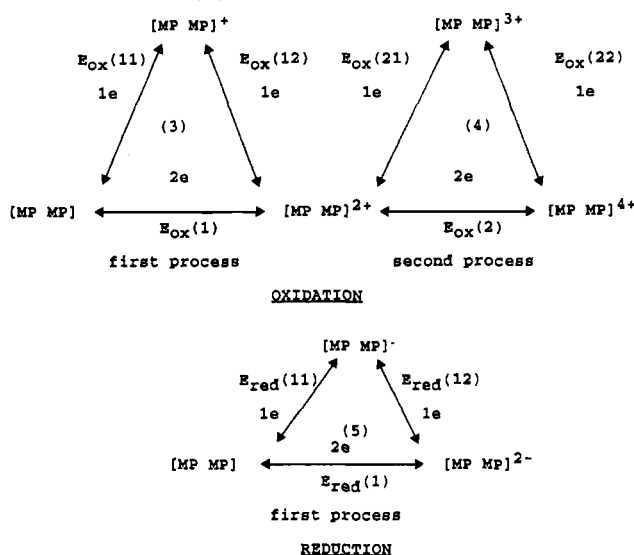 [MP MP]+ [MP MP]3+
Eox(11) Eox(12) Eox(21) Eox(22)
1e 1e 1e 1e
(3) (4)
2e 2e
[MP MP] [MP MP]2+ [MP MP]4+
Eox(1) Eox(2)
first process second process
OXIDATION
[MP MP]-
Ered(11) Ered(12)
1e 1e
(5)
2e
[MP MP] [MP MP]2-
Ered(1)
first process
REDUCTION